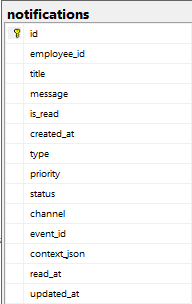 notifications
id
employee_id
title
message
is_read
created_at
type
priority
status
channel
event_id
context_json
read_at
updated_at